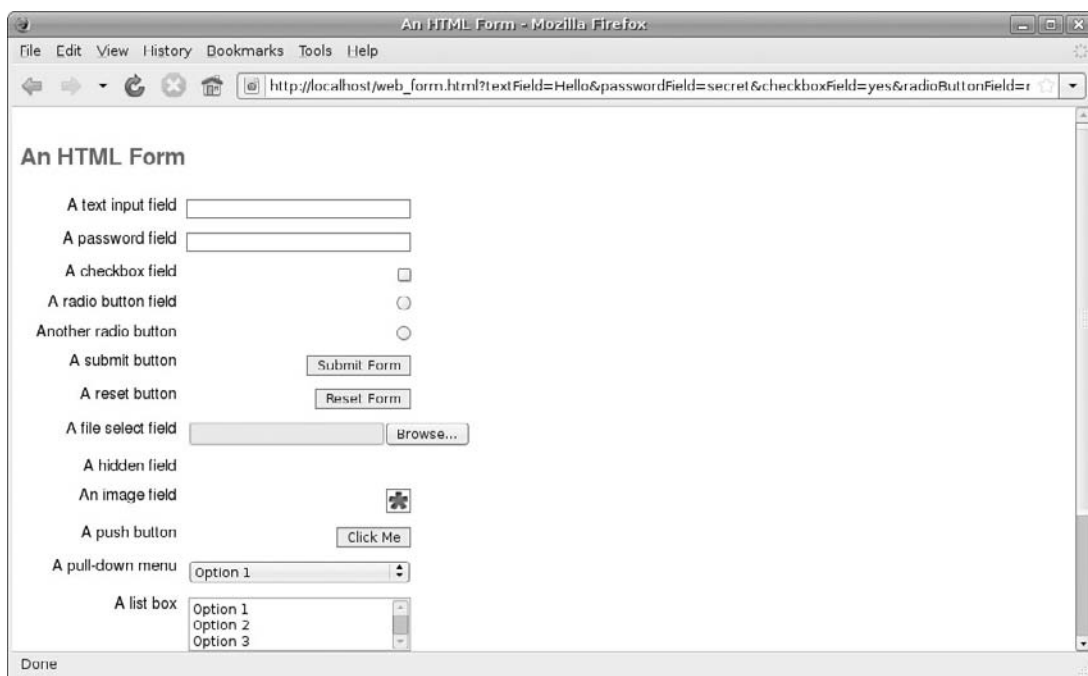 An HTML Form - Mozilla Firefox
File Edit View History Bookmarks Tools Help
http://localhost/web_form.html?textField=Hello&passwordField=secret&checkboxField=yes&radioButtonField=r
An HTML Form
A text input field
A password field
A checkbox field
A radio button field
Another radio button
A submit button Submit Form
A reset button Reset Form
A file select field Browse...
A hidden field
An image field
A push button Click Me
A pull-down menu Option 1
A list box Option 1
Option 2
Option 3
Done